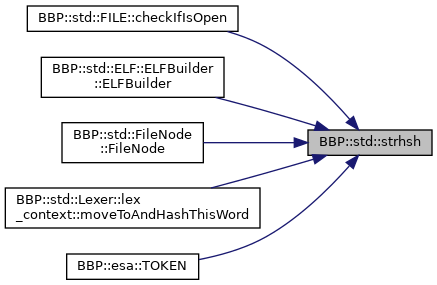 BBP::std::FILE::checkIfIsOpen
BBP::std::ELF::ELFBuilder
::ELFBuilder
BBP::std::FileNode
::FileNode
BBP::std::strhsh
BBP::std::Lexer::lex
_context::moveToAndHashThisWord
BBP::esa::TOKEN